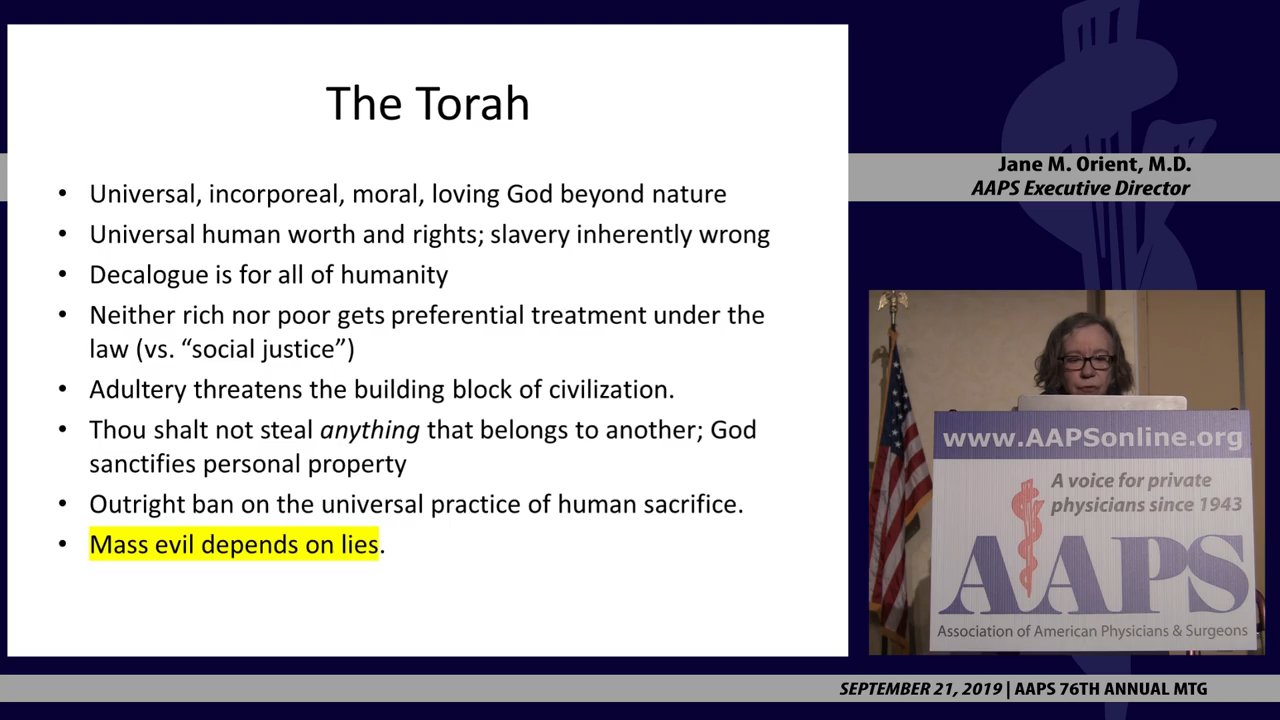 The Torah
• Universal, incorporeal, moral, loving God beyond nature
• Universal human worth and rights; slavery inherently wrong
• Decalogue is for all of humanity
• Neither rich nor poor gets preferential treatment under the
law (vs. “social justice”)
• Adultery threatens the building block of civilization.
• Thou shalt not steal anything that belongs to another; God
sanctifies personal property
• Outright ban on the universal practice of human sacrifice.
• Mass evil depends on lies.
Jane M. Orient, M.D.
AAPS Executive Director
www.AAPSonline.org
A voice for private
physicians since 1943
AAPS
Association of American Physicians & Surgeons
SEPTEMBER 21, 2019 | AAPS 76TH ANNUAL MTG